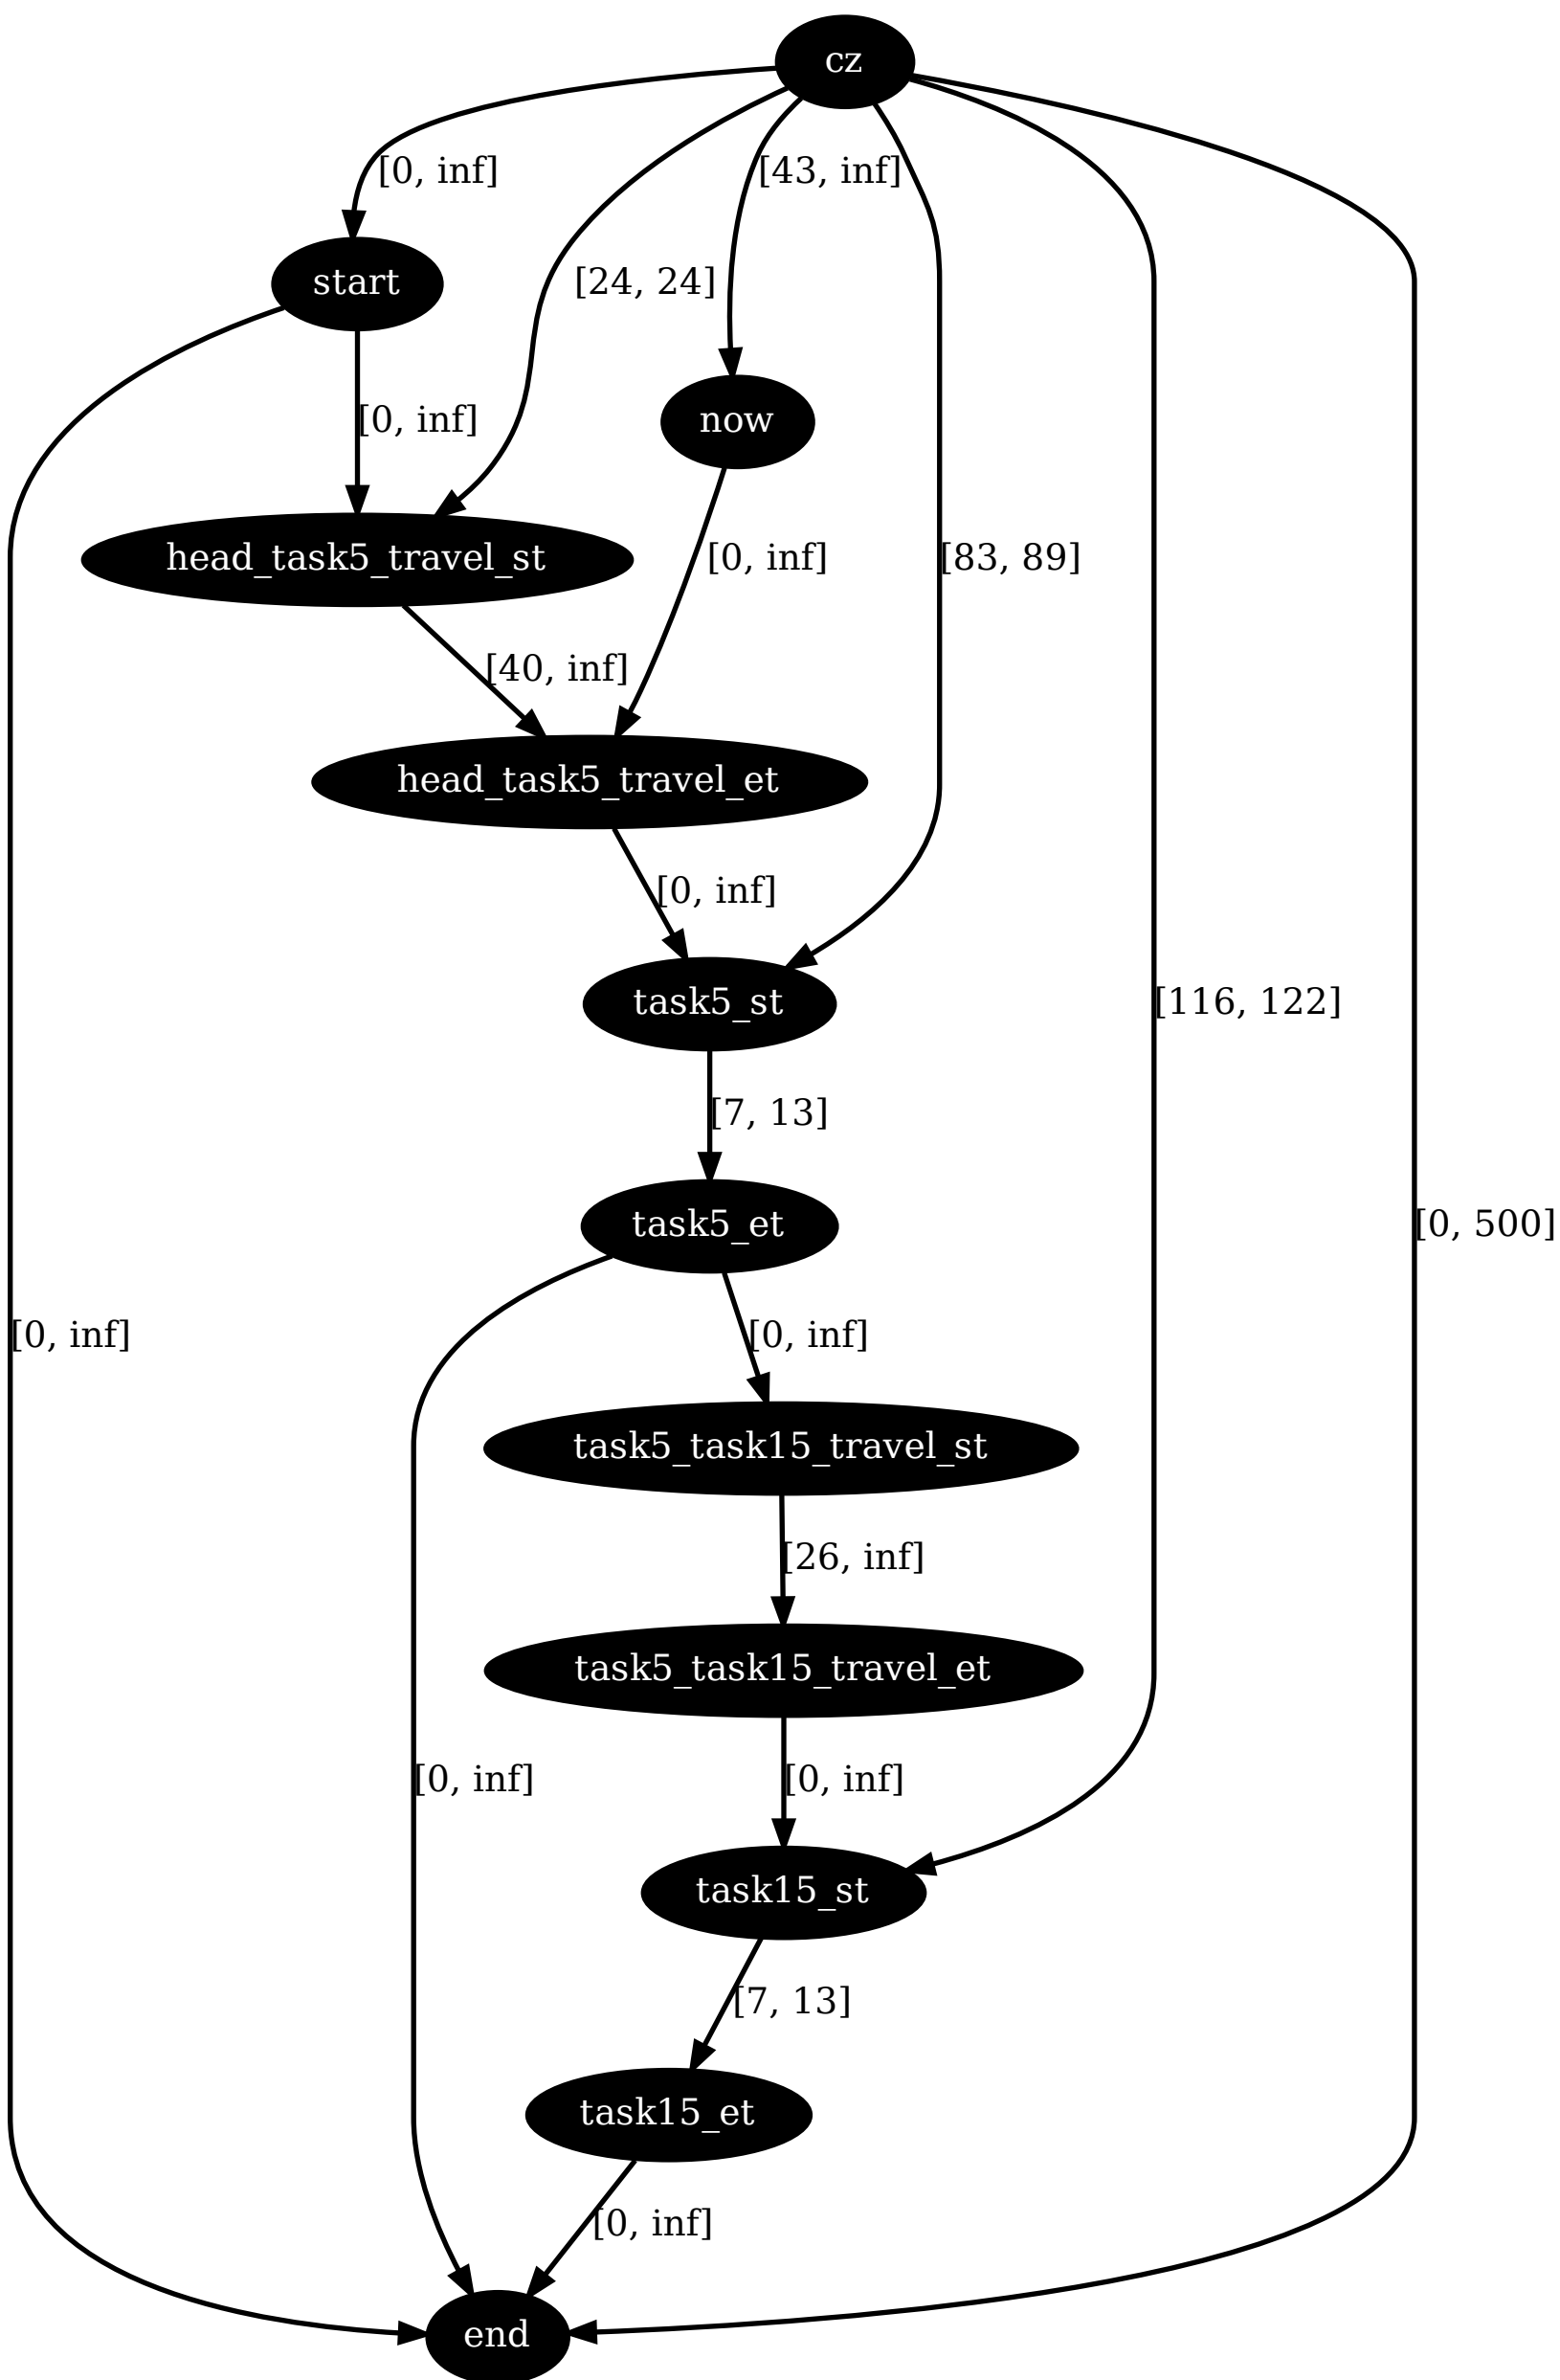 cz
[0, inf]
[43, inf]
start
[24, 24]
now
[0, inf]
head_task5_travel_st
[0, inf]
[83, 89]
[40, inf]
head_task5_travel_et
[0, inf]
task5_st
[116, 122]
[7, 13]
task5_et
[0, 500]
[0, inf]
[0, inf]
task5_task15_travel_st
[26, inf]
task5_task15_travel_et
[0, inf]
[0, inf]
task15_st
[7, 13]
task15_et
[0, inf]
end